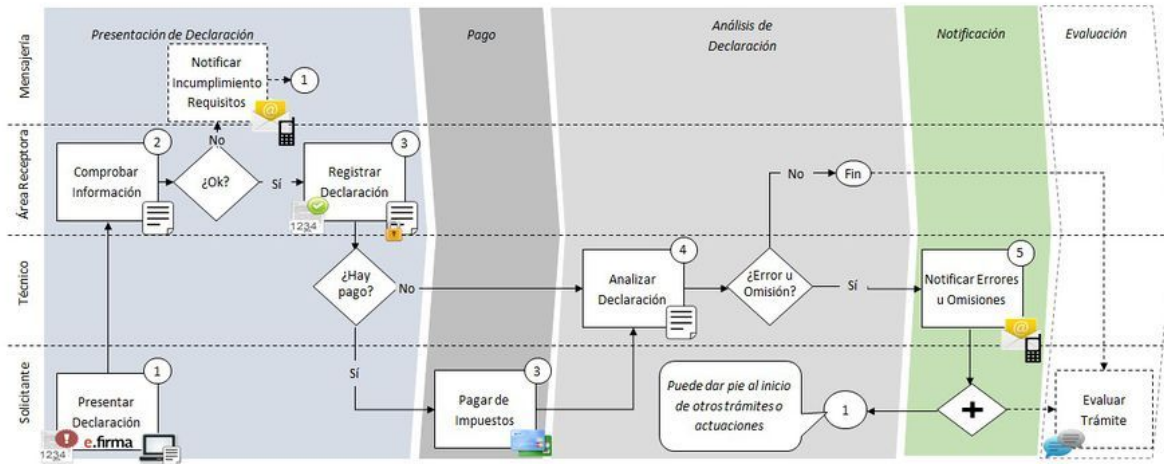 Presentación de Declaración
Pago
Análisis de
Declaración
Notificación
Evaluación
Mensajería
Notificar
Incumplimiento
Requisitos
1
@
No
Área Receptora
2
Comprobar
Información
¿Ok?
Sí
3
Registrar
Declaración
1234
No
Fin
Técnico
¿Hay
pago?
No
4
Analizar
Declaración
¿Error u
Omisión?
Sí
5
Notificar Errores
u Omisiones
@
Solicitante
Sí
1
Presentar
Declaración
1234
e.firma
3
Pagar de
Impuestos
Puede dar pie al inicio
de otros trámites o
actuaciones
1
+
Evaluar
Trámite